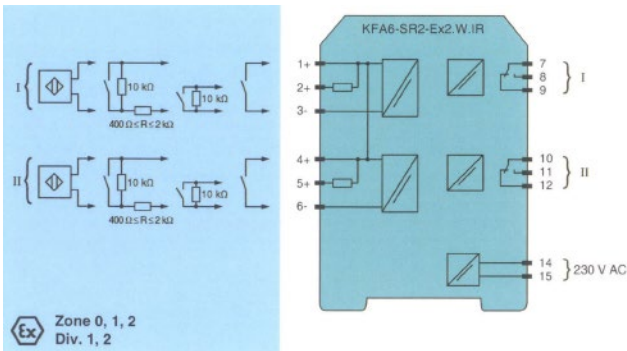 KFA6-SR2-Ex2.W.IR
I
10 kΩ
10 kΩ
400 Ω≤R≤2 kΩ
1+
2+
3-
7
8
9
I
II
10 kΩ
10 kΩ
400 Ω≤R≤2 kΩ
4+
5+
6-
10
11
12
II
14
15
230 V AC
Ex
Zone 0, 1, 2
Div. 1, 2